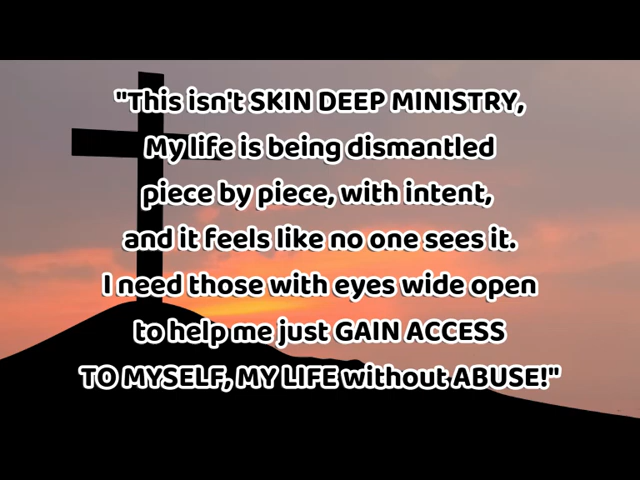 "This isn't SKIN DEEP MINISTRY,
My life is being dismantled
piece by piece, with intent,
and it feels like no one sees it.
I need those with eyes wide open
to help me just GAIN ACCESS
TO MYSELF, MY LIFE without ABUSE!"